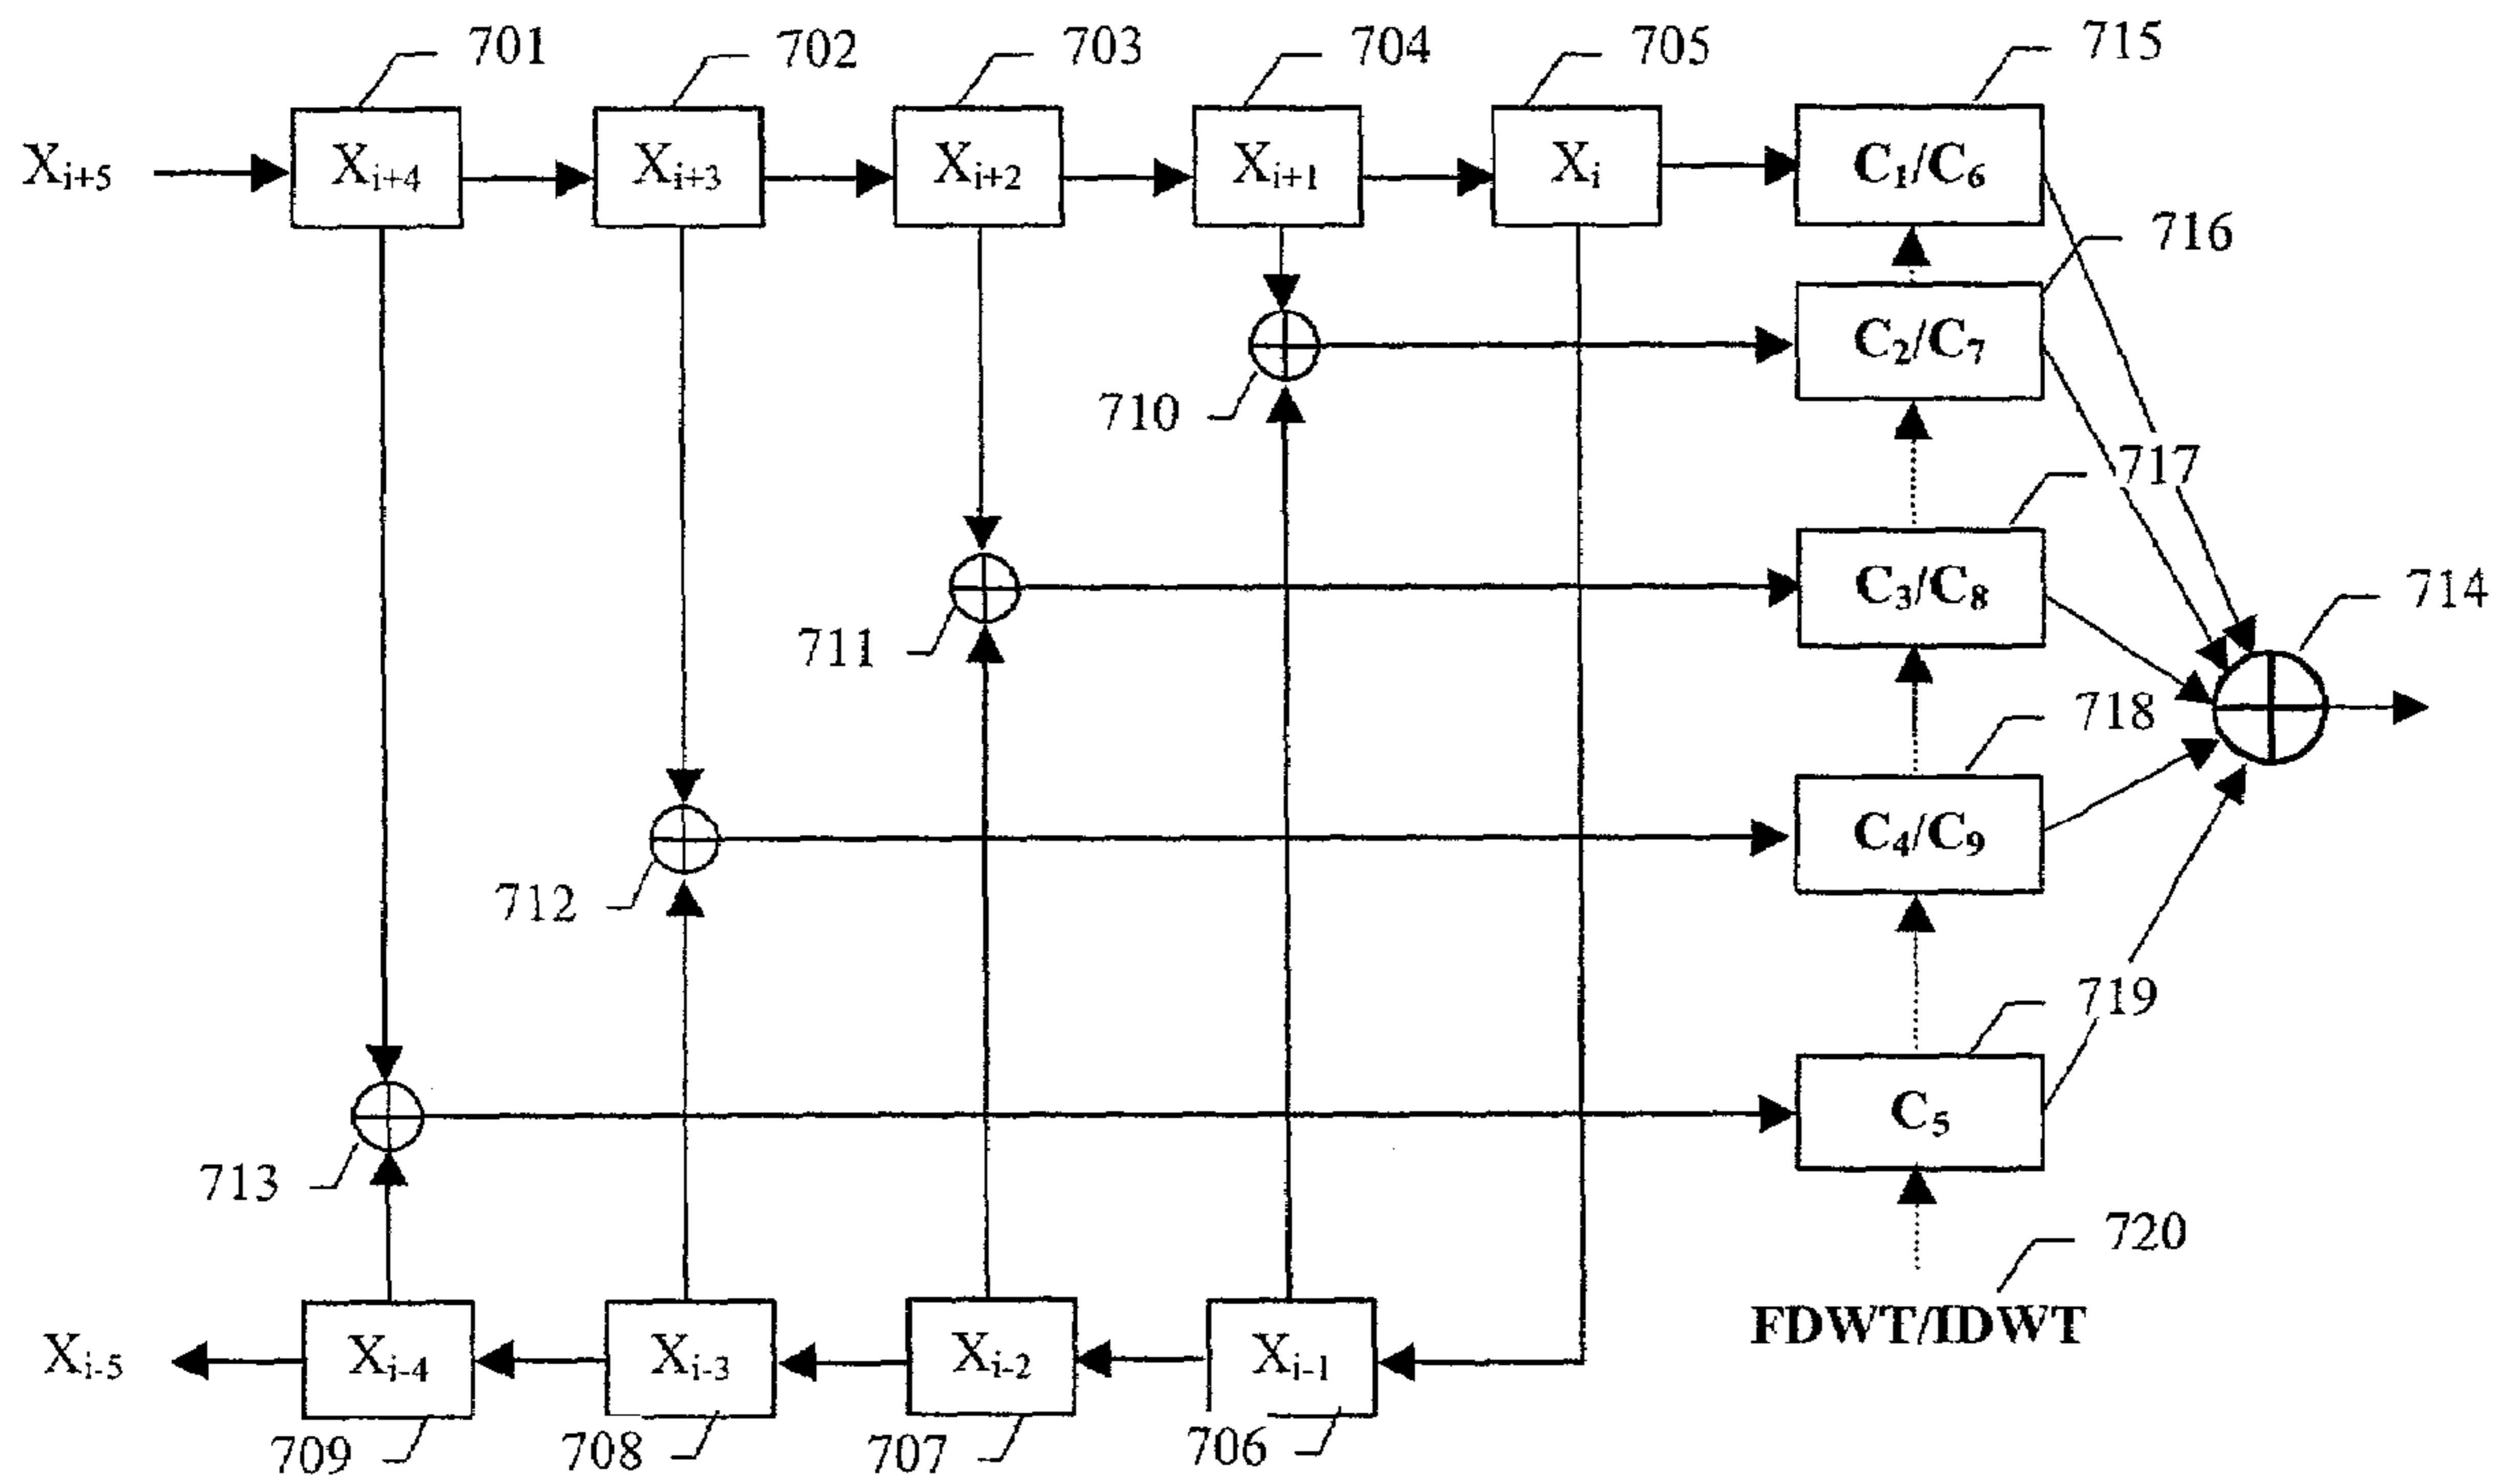 701 702 703 704 705 715
X_{i+5} X_{i+4} X_{i+3} X_{i+2} X_{i+1} X_i C_1/C_6
716
C_2/C_7
710
717
C_3/C_8
714
711
718
C_4/C_9
712
719
C_5
713
720
FDWT/IDWT
X_{i-5} X_{i-4} X_{i-3} X_{i-2} X_{i-1}
709 708 707 706